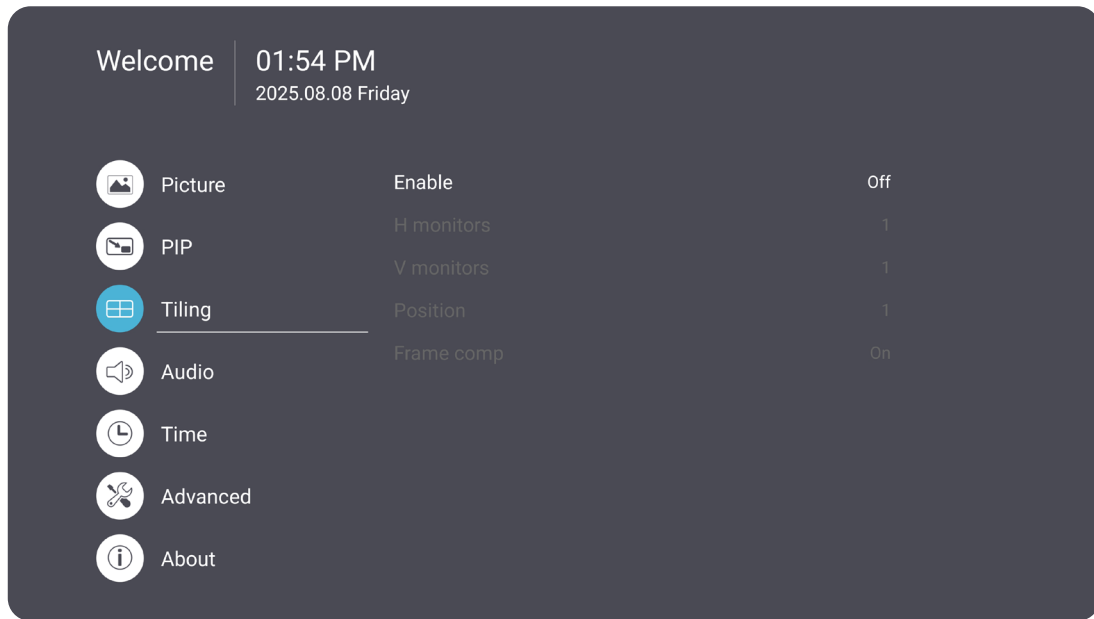 Welcome
01:54 PM
2025.08.08 Friday
Picture
PIP
Tiling
Audio
Time
Advanced
About
Enable Off
H monitors 1
V monitors 1
Position 1
Frame comp On